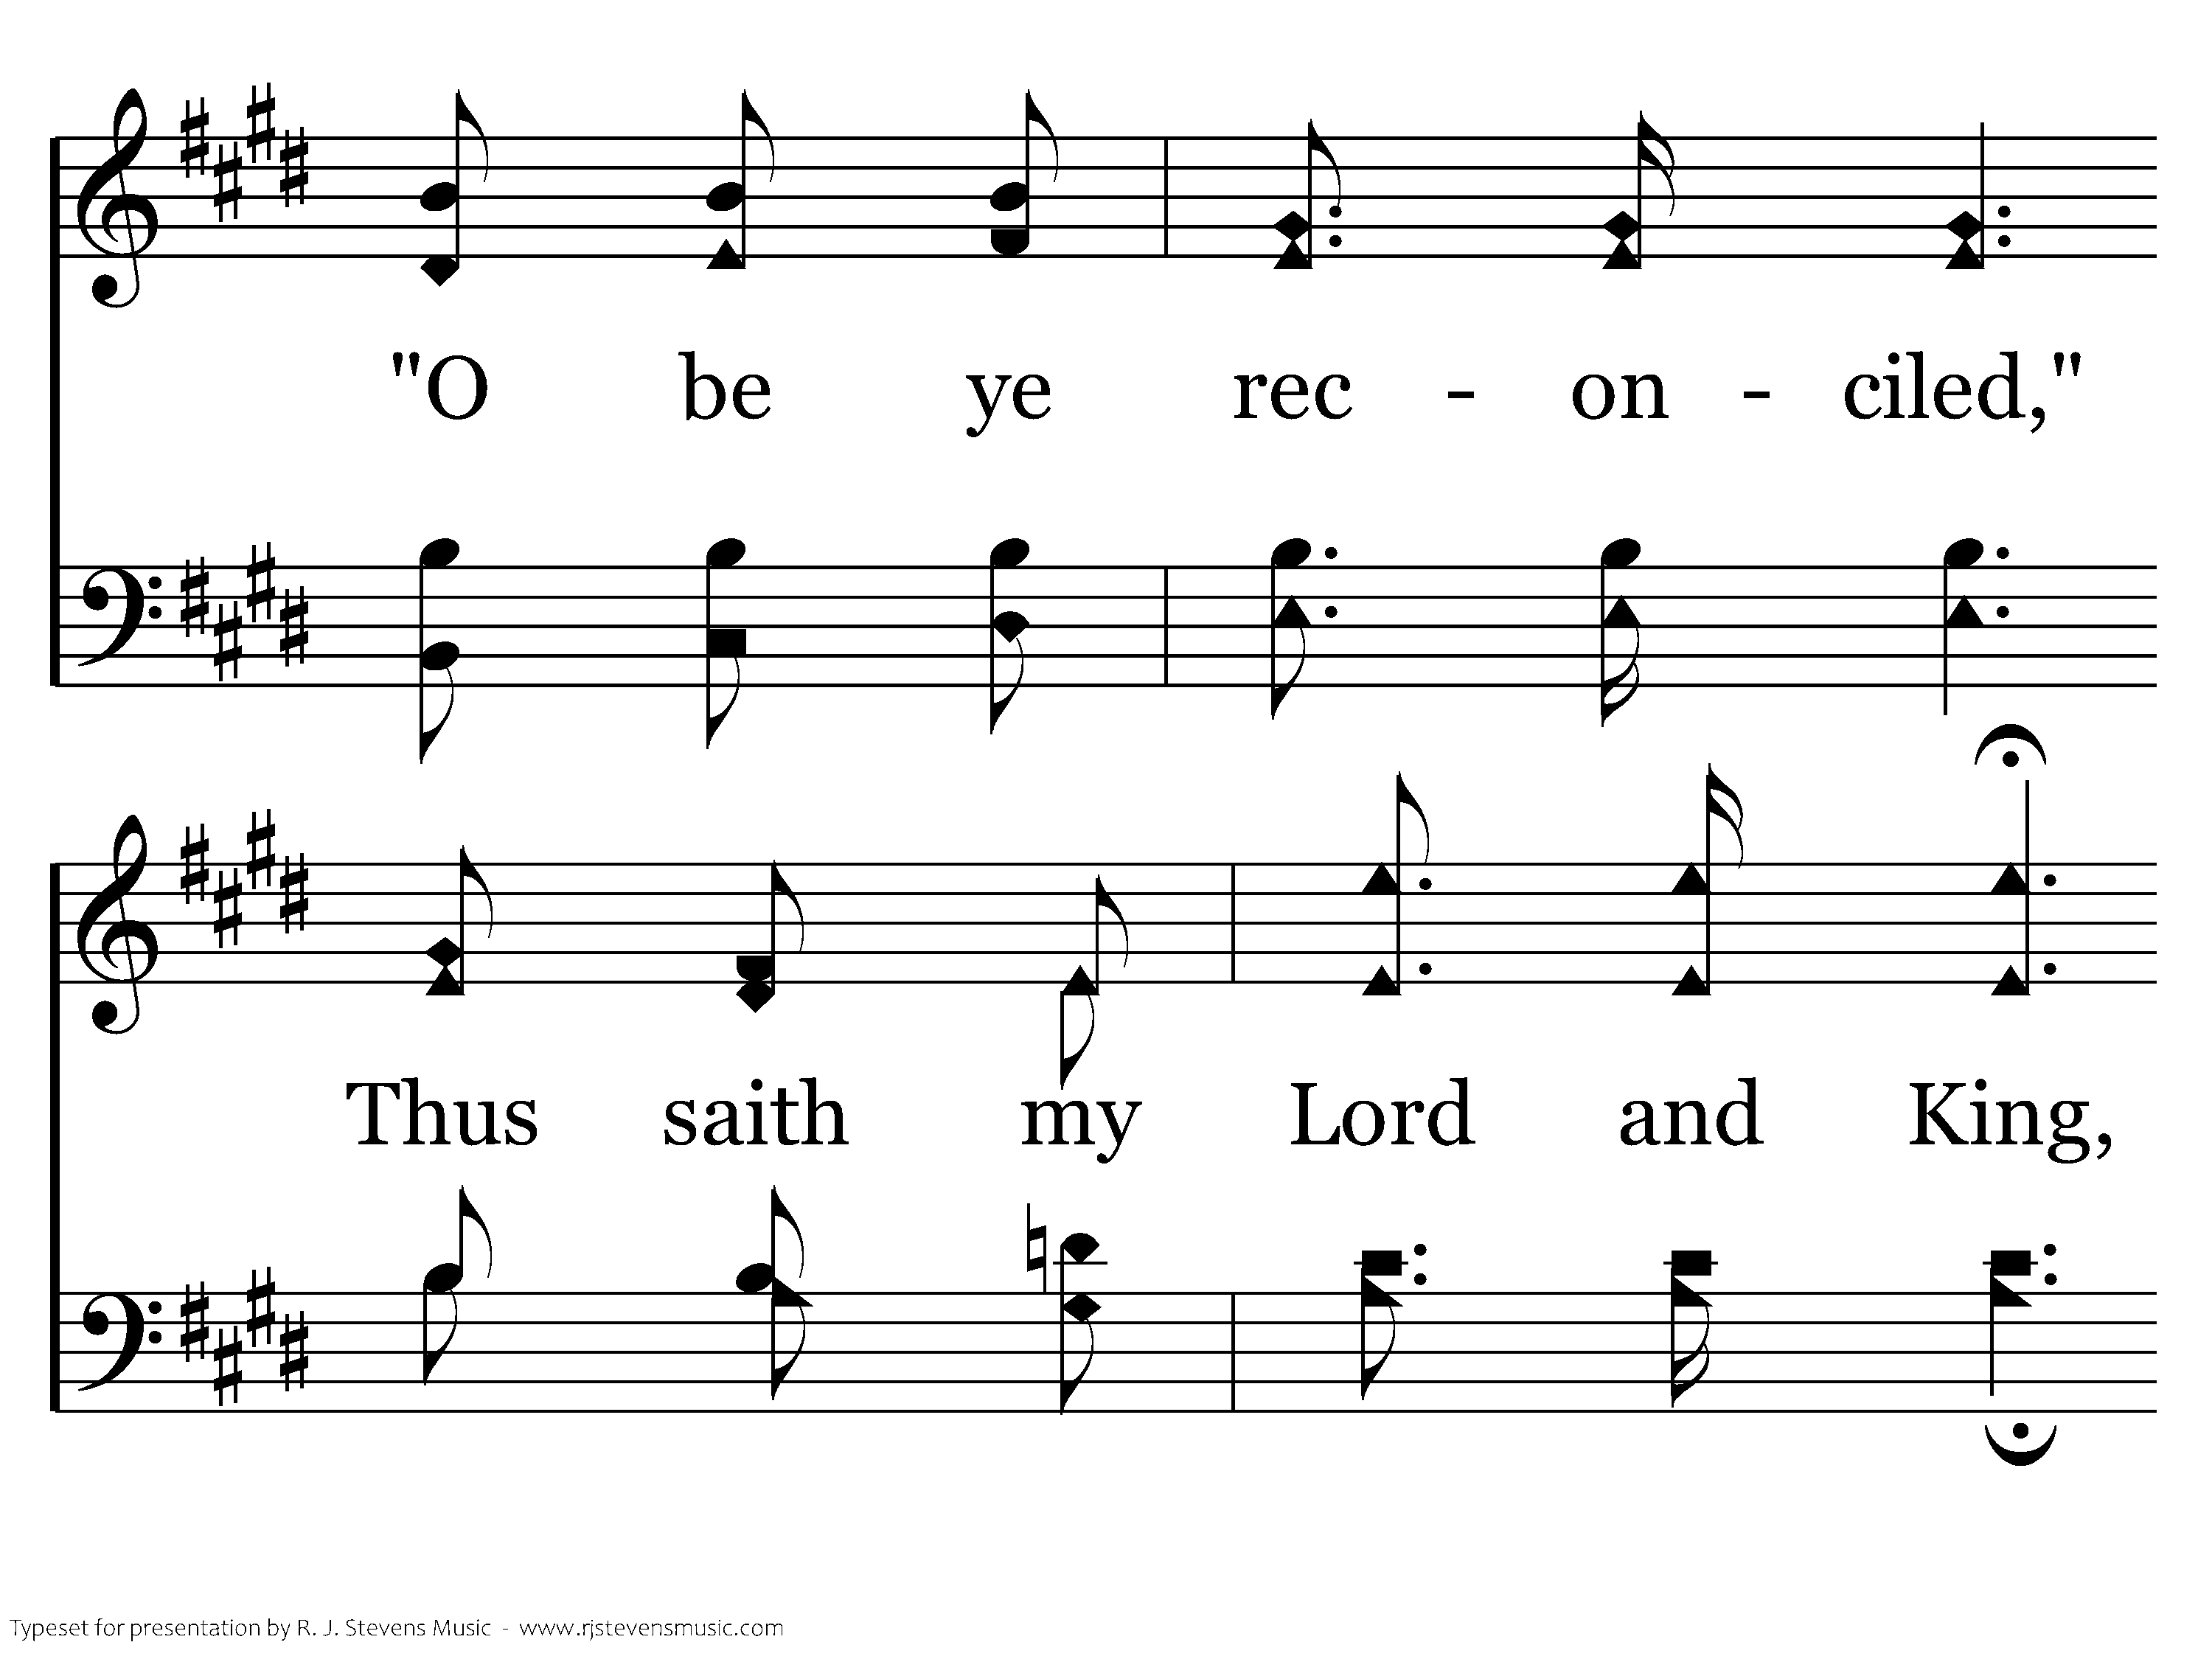 "O be ye rec - on - ciled,"
Thus saith my Lord and King,
Typeset for presentation by R. J. Stevens Music - www.rjstevensmusic.com